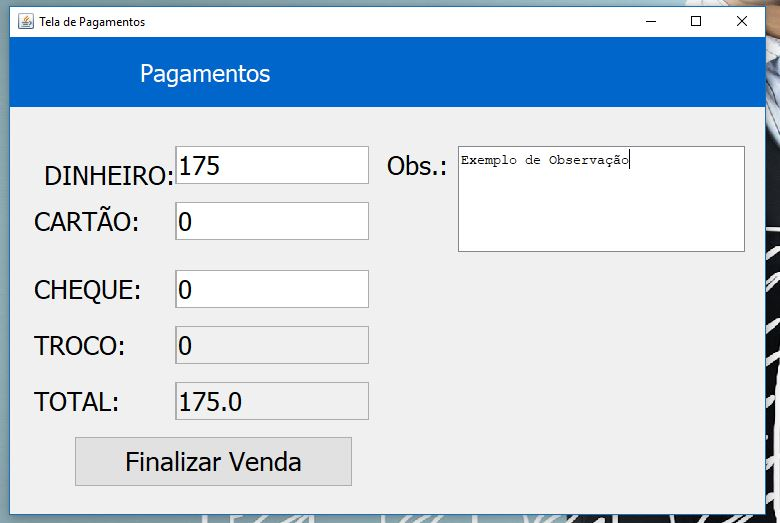 Tela de Pagamentos
Pagamentos
DINHEIRO: 175
Obs.: Exemplo de Observação
CARTÃO: 0
CHEQUE: 0
TROCO: 0
TOTAL: 175.0
Finalizar Venda